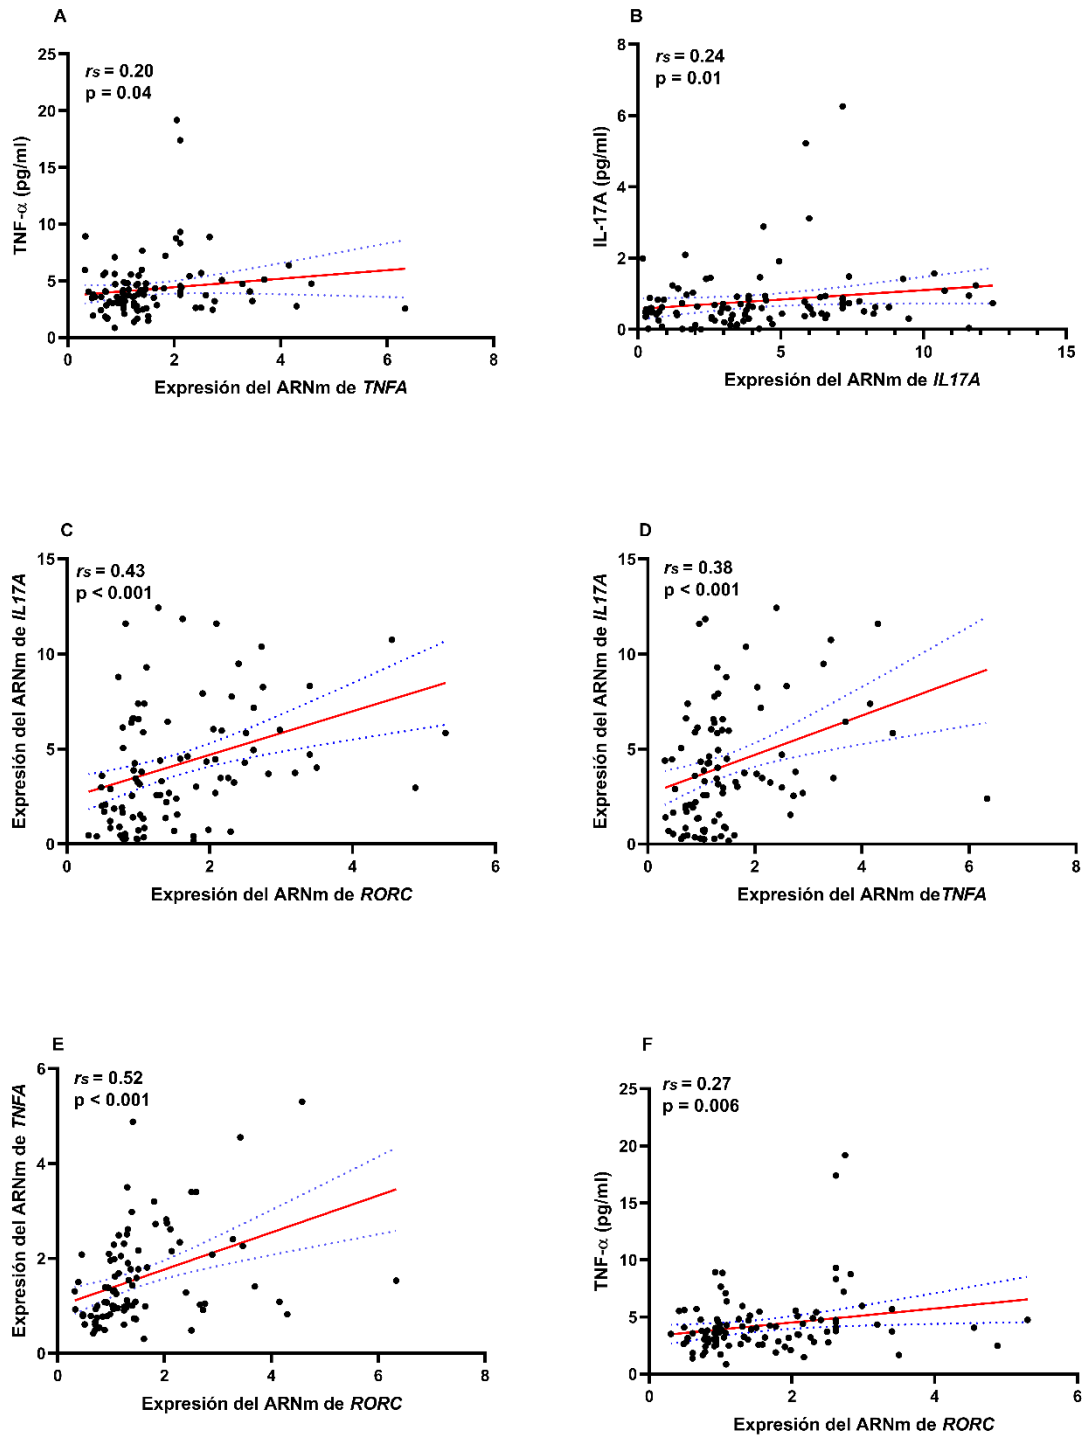 A
rs = 0.20
p = 0.04
TNF-α (pg/ml)
25
20
15
10
5
0
0 2 4 6 8
Expresión del ARNm de TNFA
B
rs = 0.24
p = 0.01
IL-17A (pg/ml)
8
6
4
2
0
0 5 10 15
Expresión del ARNm de IL17A
C
rs = 0.43
p < 0.001
Expresión del ARNm de IL17A
15
10
5
0
0 2 4 6
Expresión del ARNm de RORC
D
rs = 0.38
p < 0.001
Expresión del ARNm de IL17A
15
10
5
0
0 2 4 6 8
Expresión del ARNm deTNFA
E
rs = 0.52
p < 0.001
Expresión del ARNm de TNFA
6
4
2
0
0 2 4 6 8
Expresión del ARNm de RORC
F
rs = 0.27
p = 0.006
TNF-α (pg/ml)
25
20
15
10
5
0
0 2 4 6
Expresión del ARNm de RORC